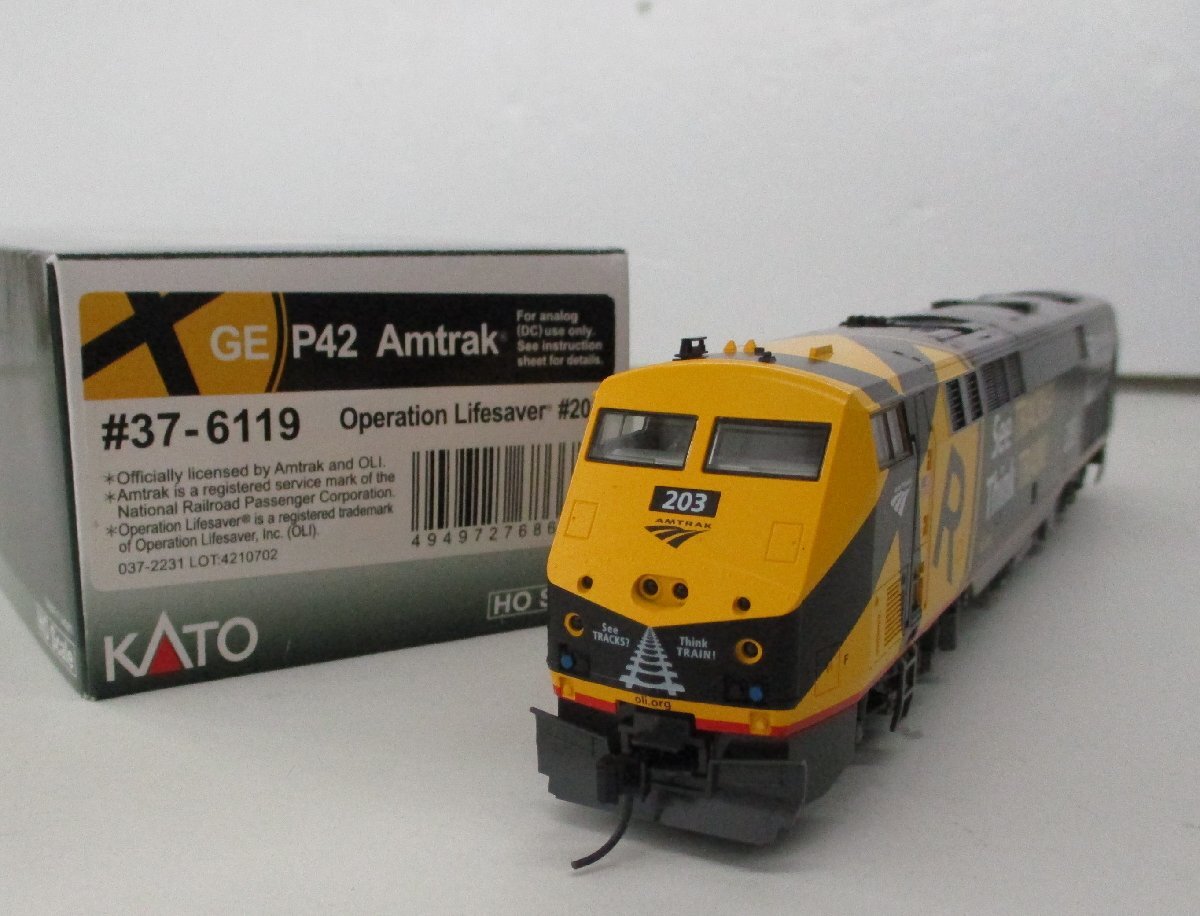 GE P42 Amtrak
For analog
(DC) use only.
See instruction
sheet for details.
#37-6119 Operation Lifesaver #20
*Officially licensed by Amtrak and OLI.
*Amtrak is a registered service mark of the
National Railroad Passenger Corporation.
*Operation Lifesaver® is a registered trademark
of Operation Lifesaver, Inc. (OLI).
037-2231 LOT:4210702
4949727686
HO S
KATO
HO Scale
203
AMTRAK
See
TRACKS?
Think
TRAIN!
oli.org
R
See
Think
F